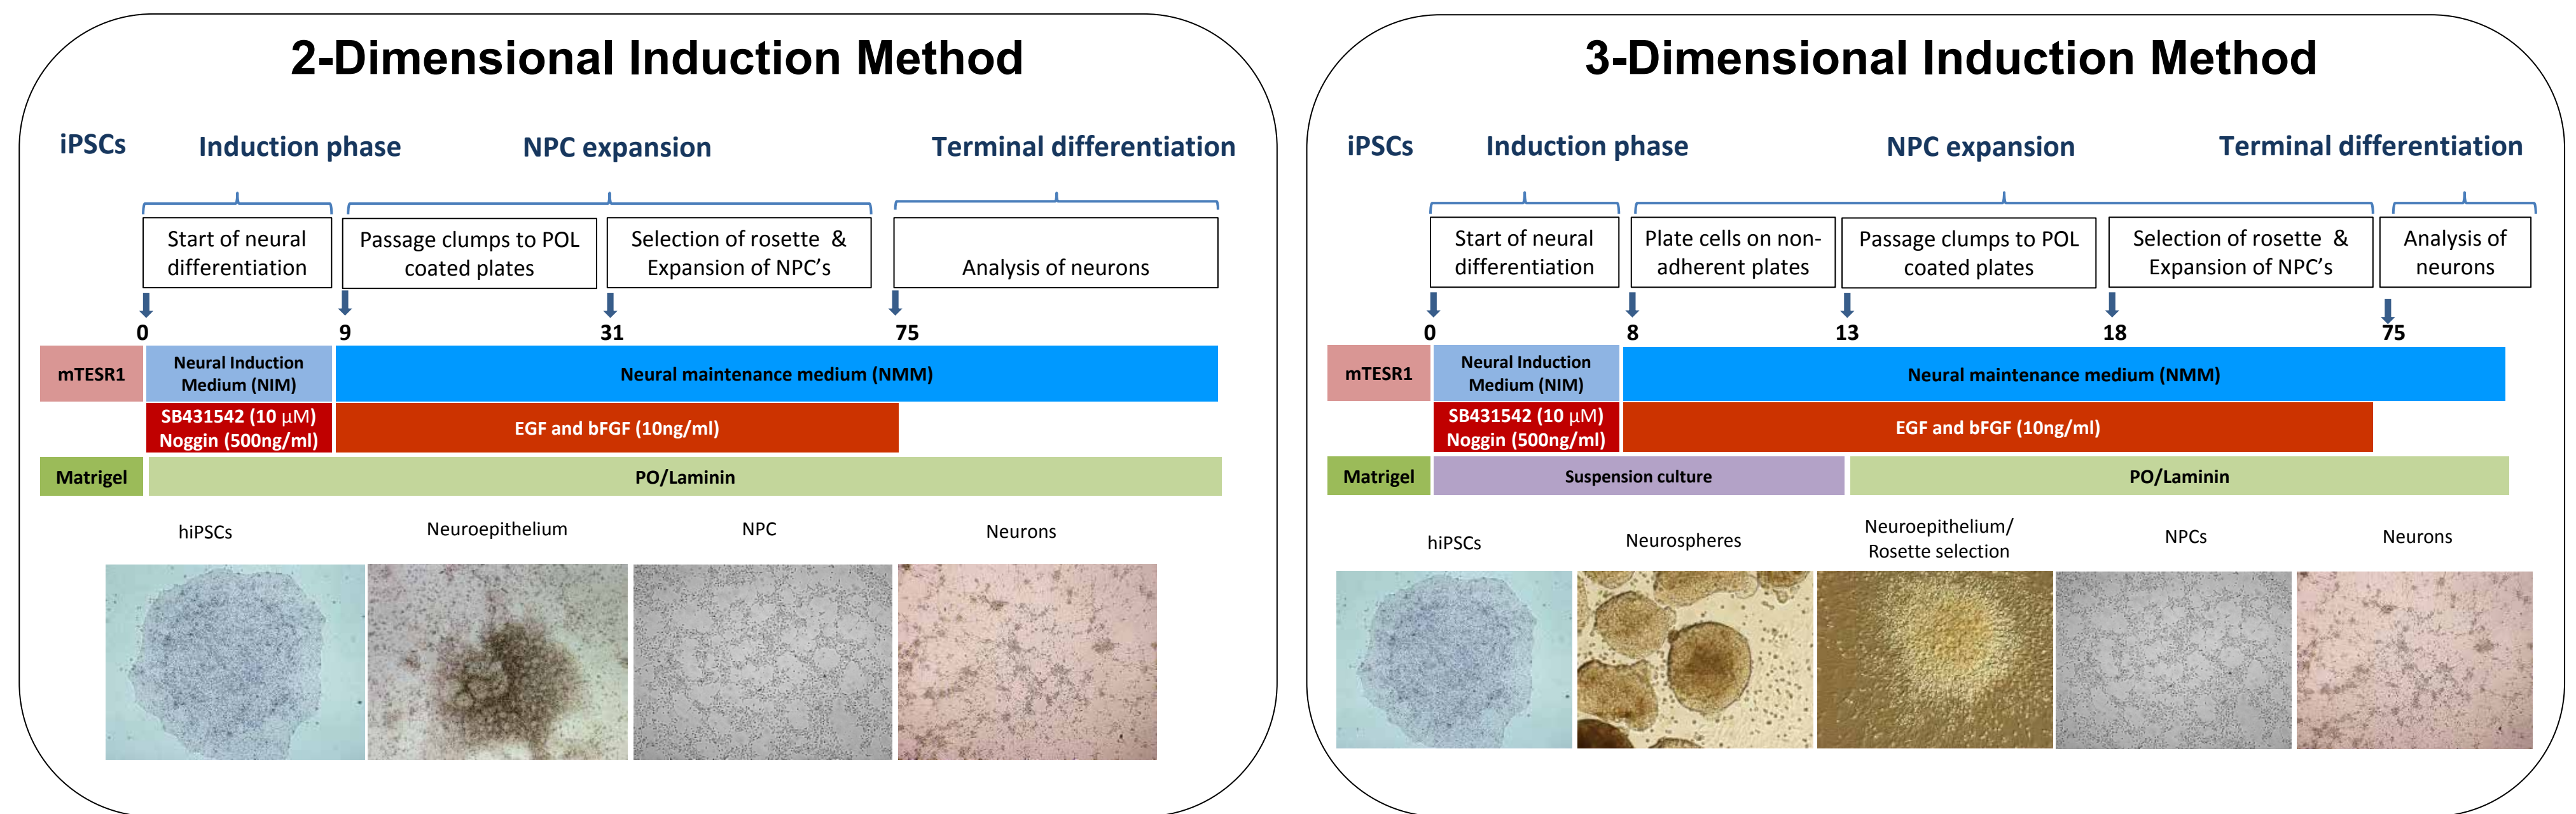 2-Dimensional Induction Method
iPSCs
Induction phase
NPC expansion
Terminal differentiation
Start of neural
differentiation
Passage clumps to POL
coated plates
Selection of rosette &
Expansion of NPC's
Analysis of neurons
0
9
31
75
mTESR1
Neural Induction
Medium (NIM)
Neural maintenance medium (NMM)
SB431542 (10 µM)
Noggin (500ng/ml)
EGF and bFGF (10ng/ml)
Matrigel
PO/Laminin
hiPSCs
Neuroepithelium
NPC
Neurons
3-Dimensional Induction Method
iPSCs
Induction phase
NPC expansion
Terminal differentiation
Start of neural
differentiation
Plate cells on non-
adherent plates
Passage clumps to POL
coated plates
Selection of rosette &
Expansion of NPC's
Analysis of
neurons
0
8
13
18
75
mTESR1
Neural Induction
Medium (NIM)
Neural maintenance medium (NMM)
SB431542 (10 µM)
Noggin (500ng/ml)
EGF and bFGF (10ng/ml)
Matrigel
Suspension culture
PO/Laminin
hiPSCs
Neurospheres
Neuroepithelium/
Rosette selection
NPCs
Neurons